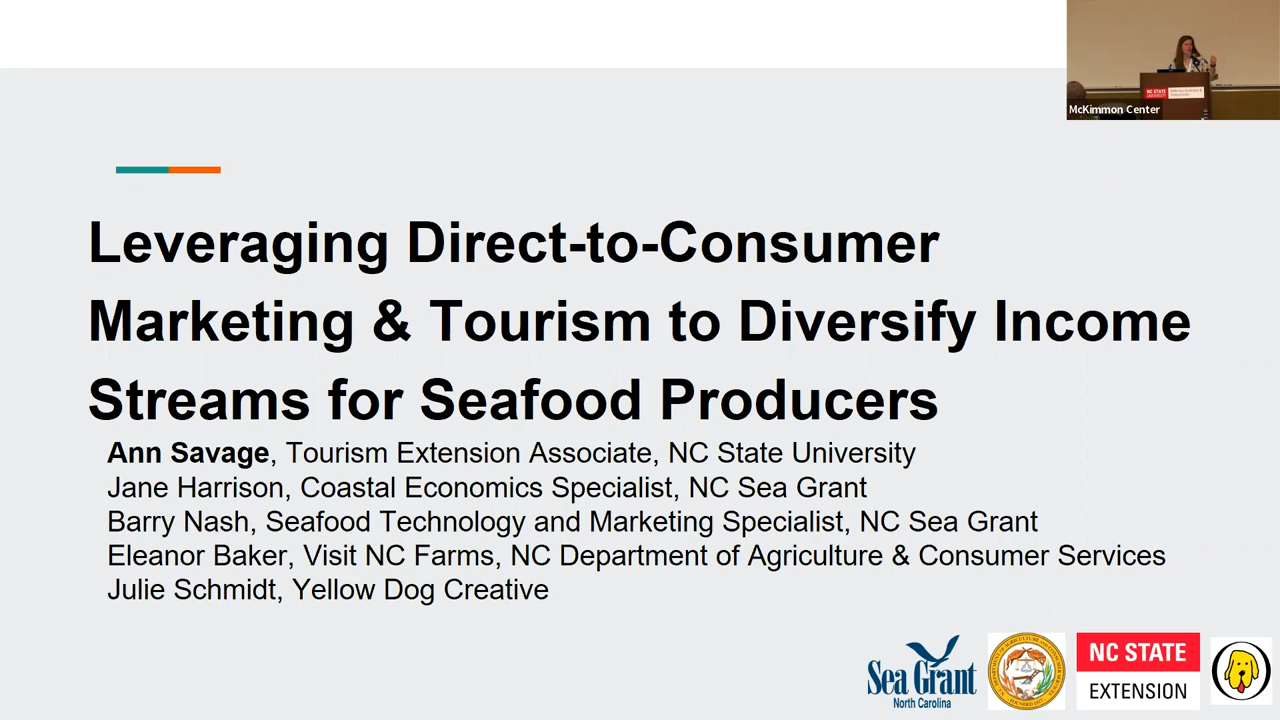 NC STATE
UNIVERSITY
McKimmon Center
Leveraging Direct-to-Consumer
Marketing & Tourism to Diversify Income
Streams for Seafood Producers
Ann Savage, Tourism Extension Associate, NC State University
Jane Harrison, Coastal Economics Specialist, NC Sea Grant
Barry Nash, Seafood Technology and Marketing Specialist, NC Sea Grant
Eleanor Baker, Visit NC Farms, NC Department of Agriculture & Consumer Services
Julie Schmidt, Yellow Dog Creative
Sea Grant
North Carolina
NC STATE
EXTENSION